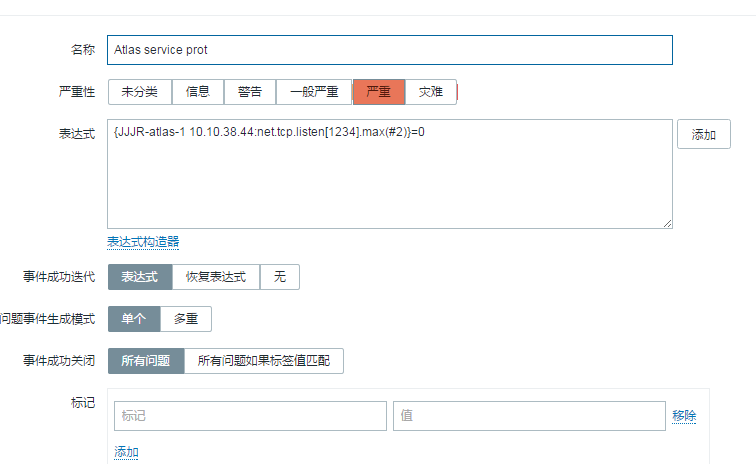 名称 Atlas service prot
严重性 未分类 信息 警告 一般严重 严重 灾难
表达式 {JJJR-atlas-1 10.10.38.44:net.tcp.listen[1234].max(#2)}=0 添加
表达式构造器
事件成功迭代 表达式 恢复表达式 无
问题事件生成模式 单个 多重
事件成功关闭 所有问题 所有问题如果标签值匹配
标记 标记 值 移除
添加